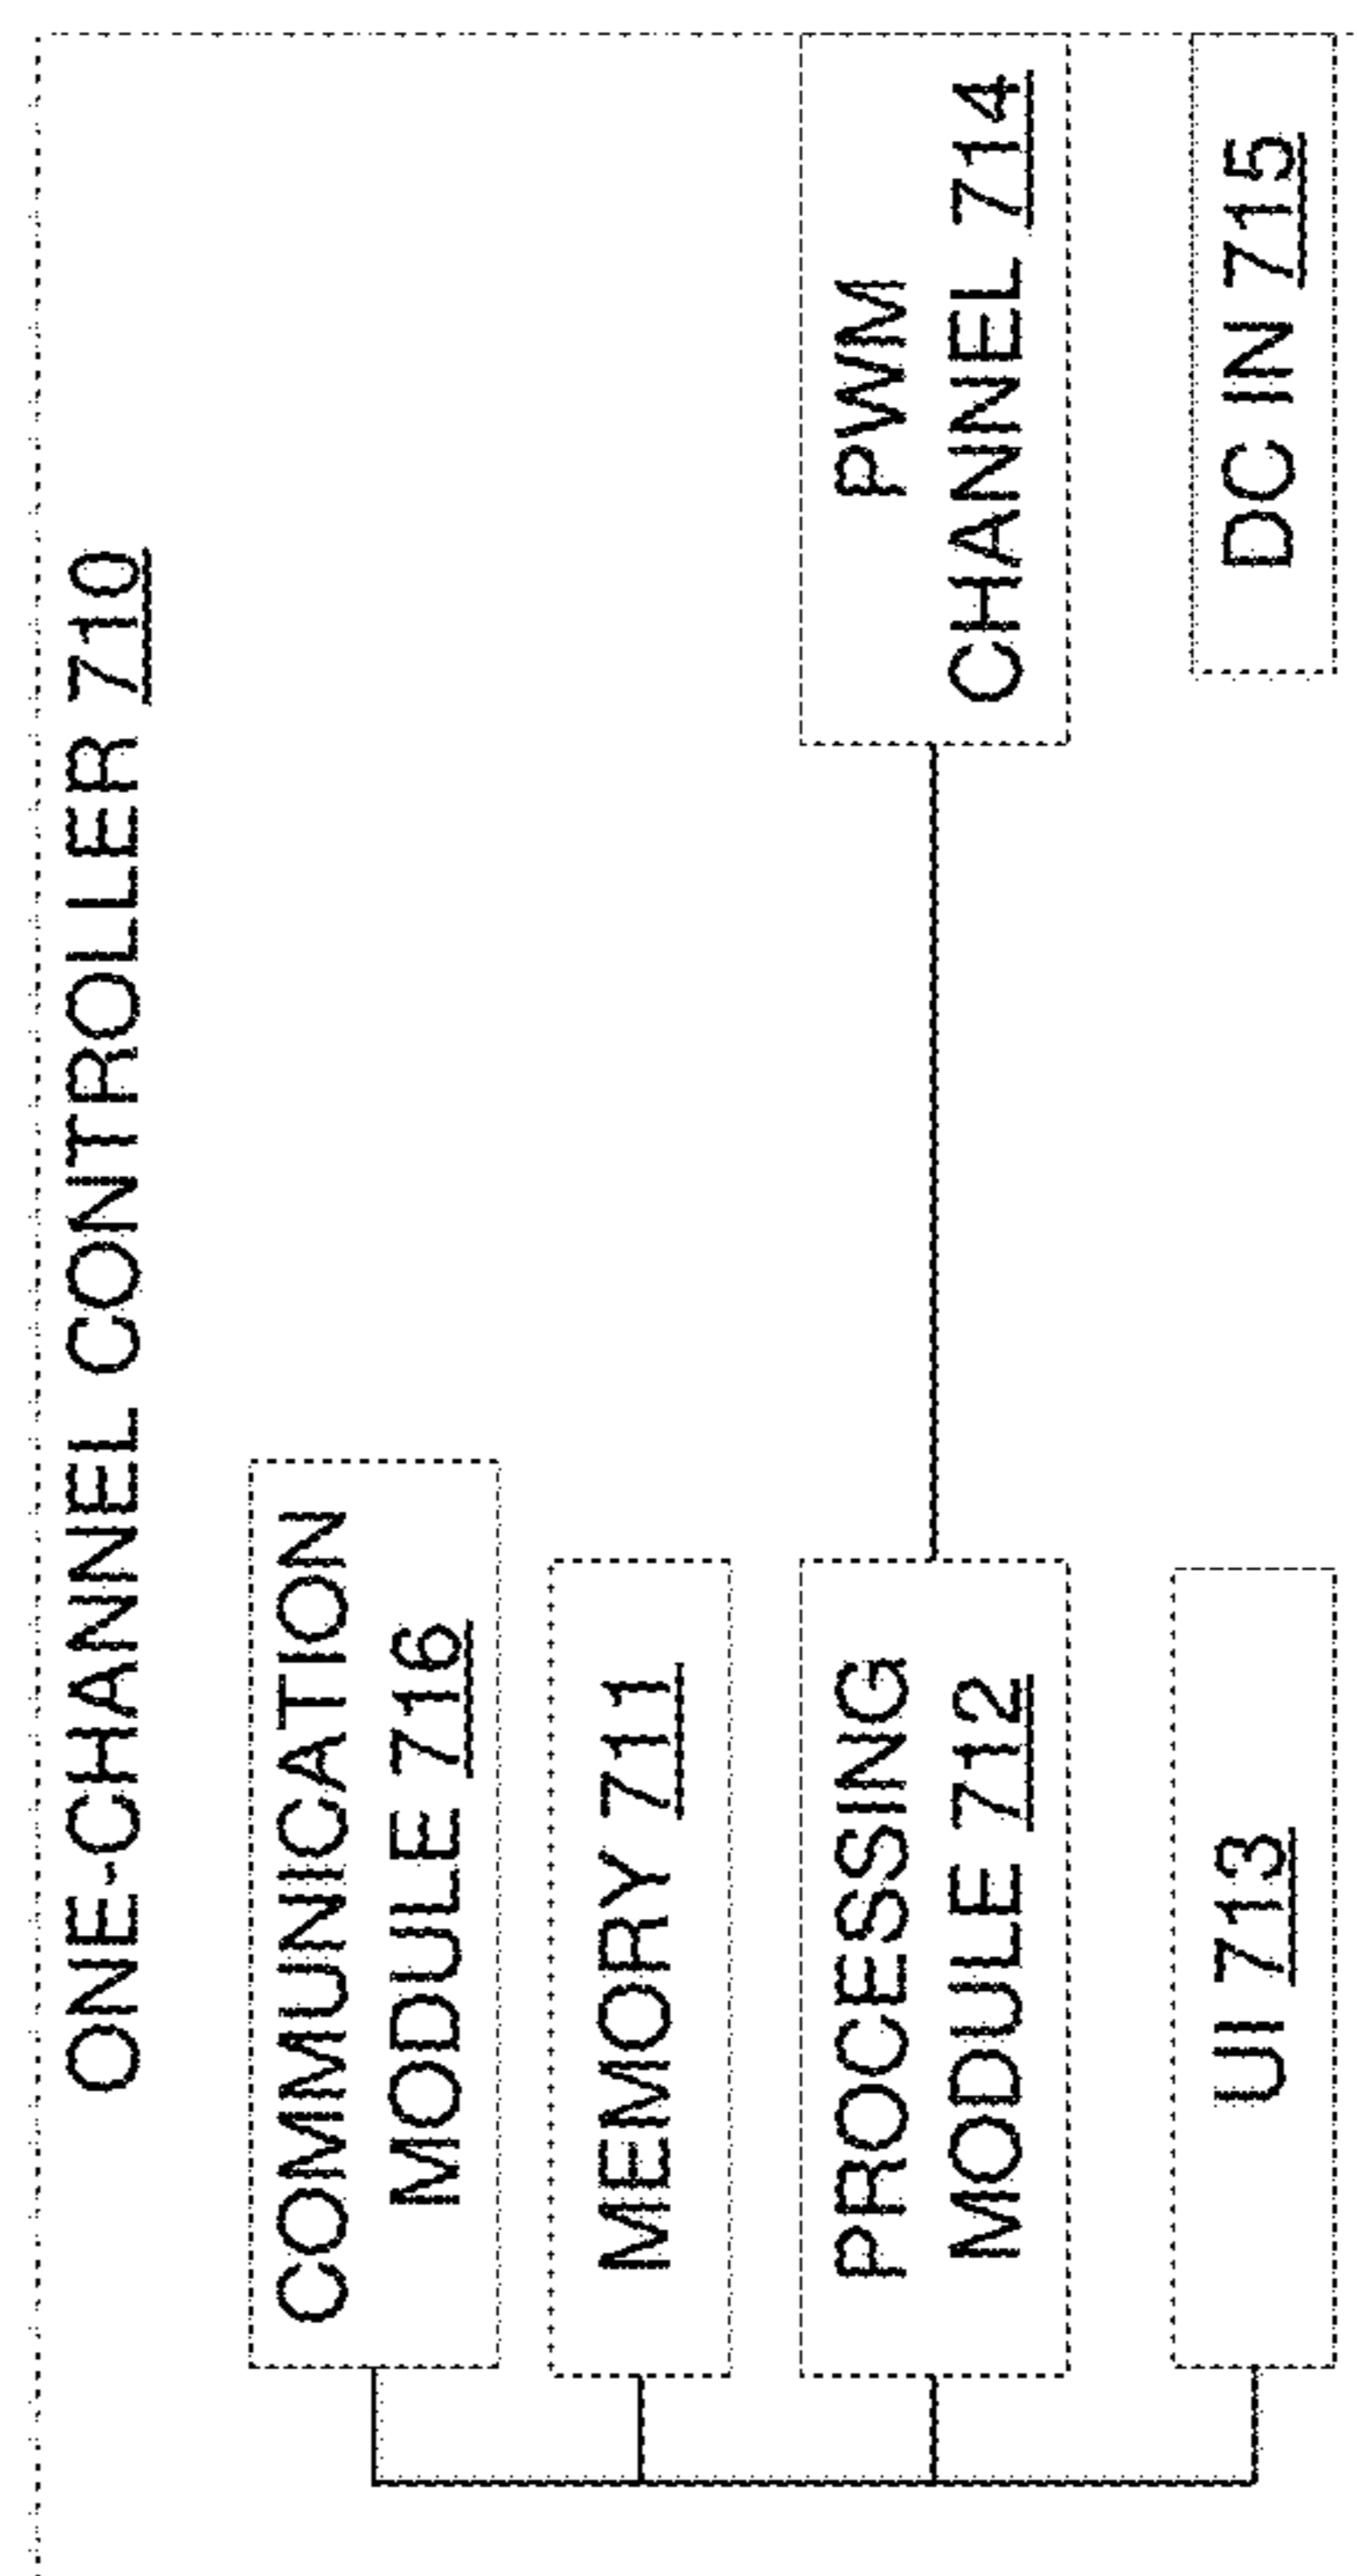 ONE-CHANNEL CONTROLLER 710
COMMUNICATION
MODULE 716
MEMORY 711
PROCESSING
MODULE 712
PWM
CHANNEL 714
UI 713
DC IN 715